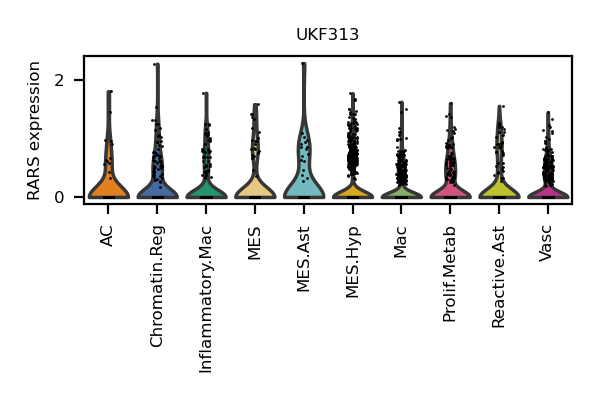 UKF313
RARS expression
2
0
AC
Chromatin.Reg
Inflammatory.Mac
MES
MES.Ast
MES.Hyp
Mac
Prolif.Metab
Reactive.Ast
Vasc